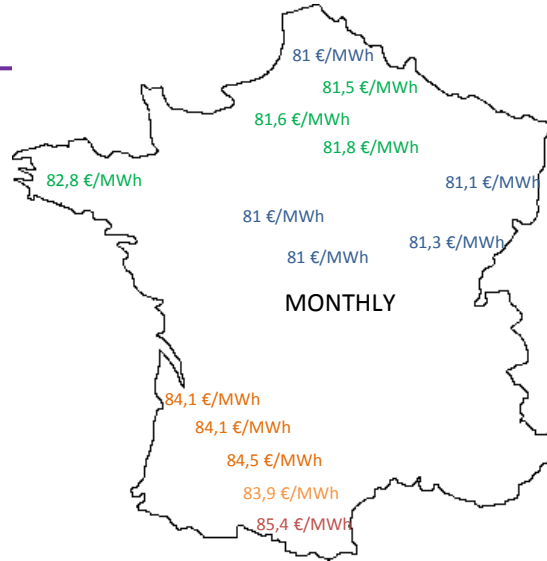 81 €/MWh
81,5 €/MWh
81,6 €/MWh
81,8 €/MWh
82,8 €/MWh
81,1 €/MWh
81 €/MWh
81,3 €/MWh
81 €/MWh
MONTHLY
84,1 €/MWh
84,1 €/MWh
84,5 €/MWh
83,9 €/MWh
85,4 €/MWh